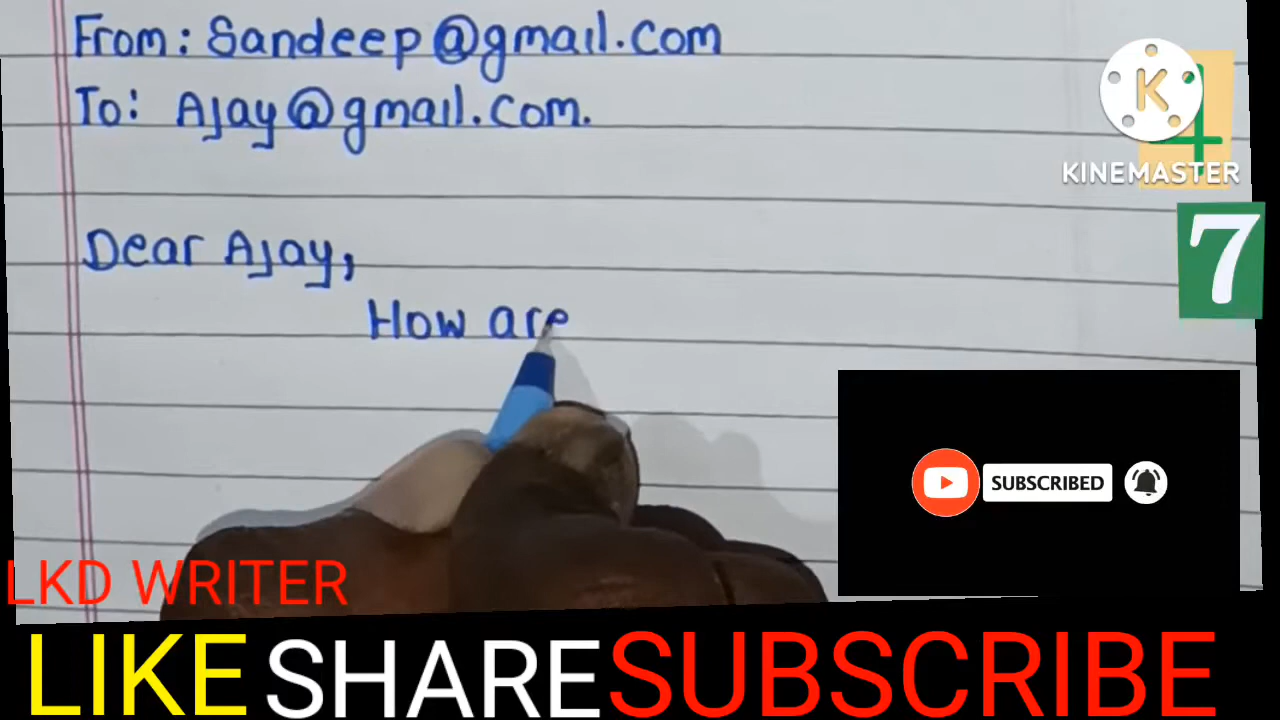 From: Sandeep@gmail.com
To: Ajay@gmail.com.
K
KINEMASTER
4
7
Dear Ajay,
How are
SUBSCRIBED
LKD WRITER
LIKE SHARE SUBSCRIBE